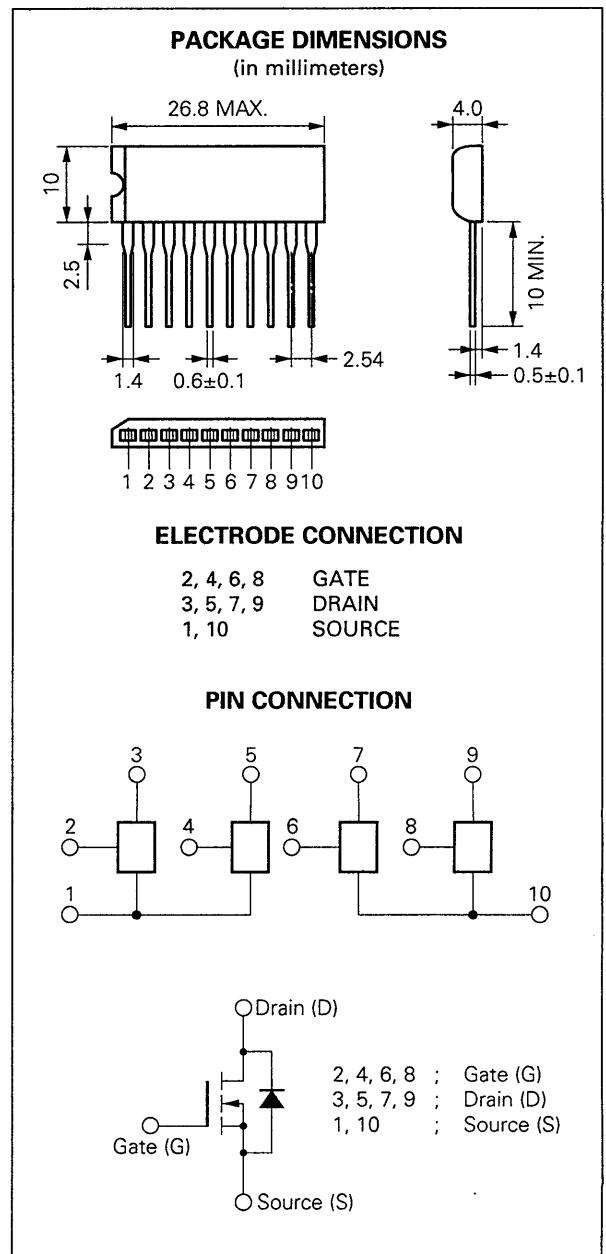 PACKAGE DIMENSIONS
(in millimeters)
26.8 MAX.
4.0
10
2.5
10 MIN.
2.54
1.4
1.4
0.6±0.1
0.5±0.1
1 2 3 4 5 6 7 8 9 10
ELECTRODE CONNECTION
2, 4, 6, 8 GATE
3, 5, 7, 9 DRAIN
1, 10 SOURCE
PIN CONNECTION
3 5 7 9
2 4 6 8
1 10
Drain (D)
2, 4, 6, 8 ; Gate (G)
3, 5, 7, 9 ; Drain (D)
1, 10 ; Source (S)
Gate (G)
Source (S)